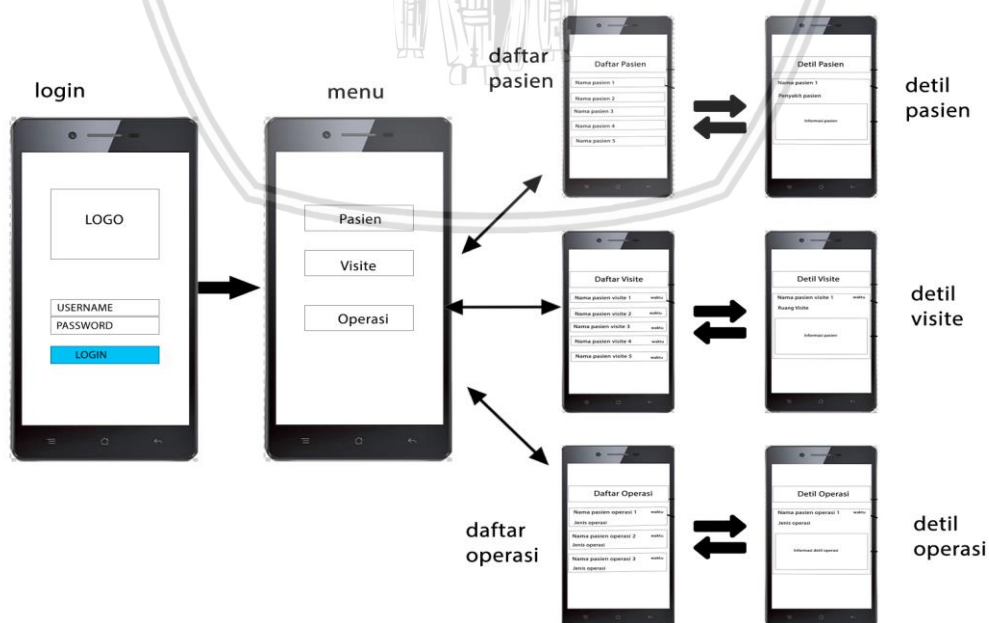 login
LOGO
USERNAME
PASSWORD
LOGIN
menu
Pasien
Visite
Operasi
daftar
pasien
Daftar Pasien
Nama pasien 1
Nama pasien 2
Nama pasien 3
Nama pasien 4
Nama pasien 5
Detil Pasien
Nama pasien 1
Penyakit pasien
Informasi pasien
detil
pasien
Daftar Visite
Nama pasien visite 1 waktu
Nama pasien visite 2 waktu
Nama pasien visite 3 waktu
Nama pasien visite 4 waktu
Nama pasien visite 5 waktu
Detil Visite
Nama pasien visite 1 waktu
Ruang Visite
Informasi pasien
detil
visite
daftar
operasi
Daftar Operasi
Nama pasien operasi 1 waktu
Jenis operasi
Nama pasien operasi 2 waktu
Jenis operasi
Nama pasien operasi 3 waktu
Jenis operasi
Detil Operasi
Nama pasien operasi 1 waktu
Jenis operasi
Informasi detil operasi
detil
operasi